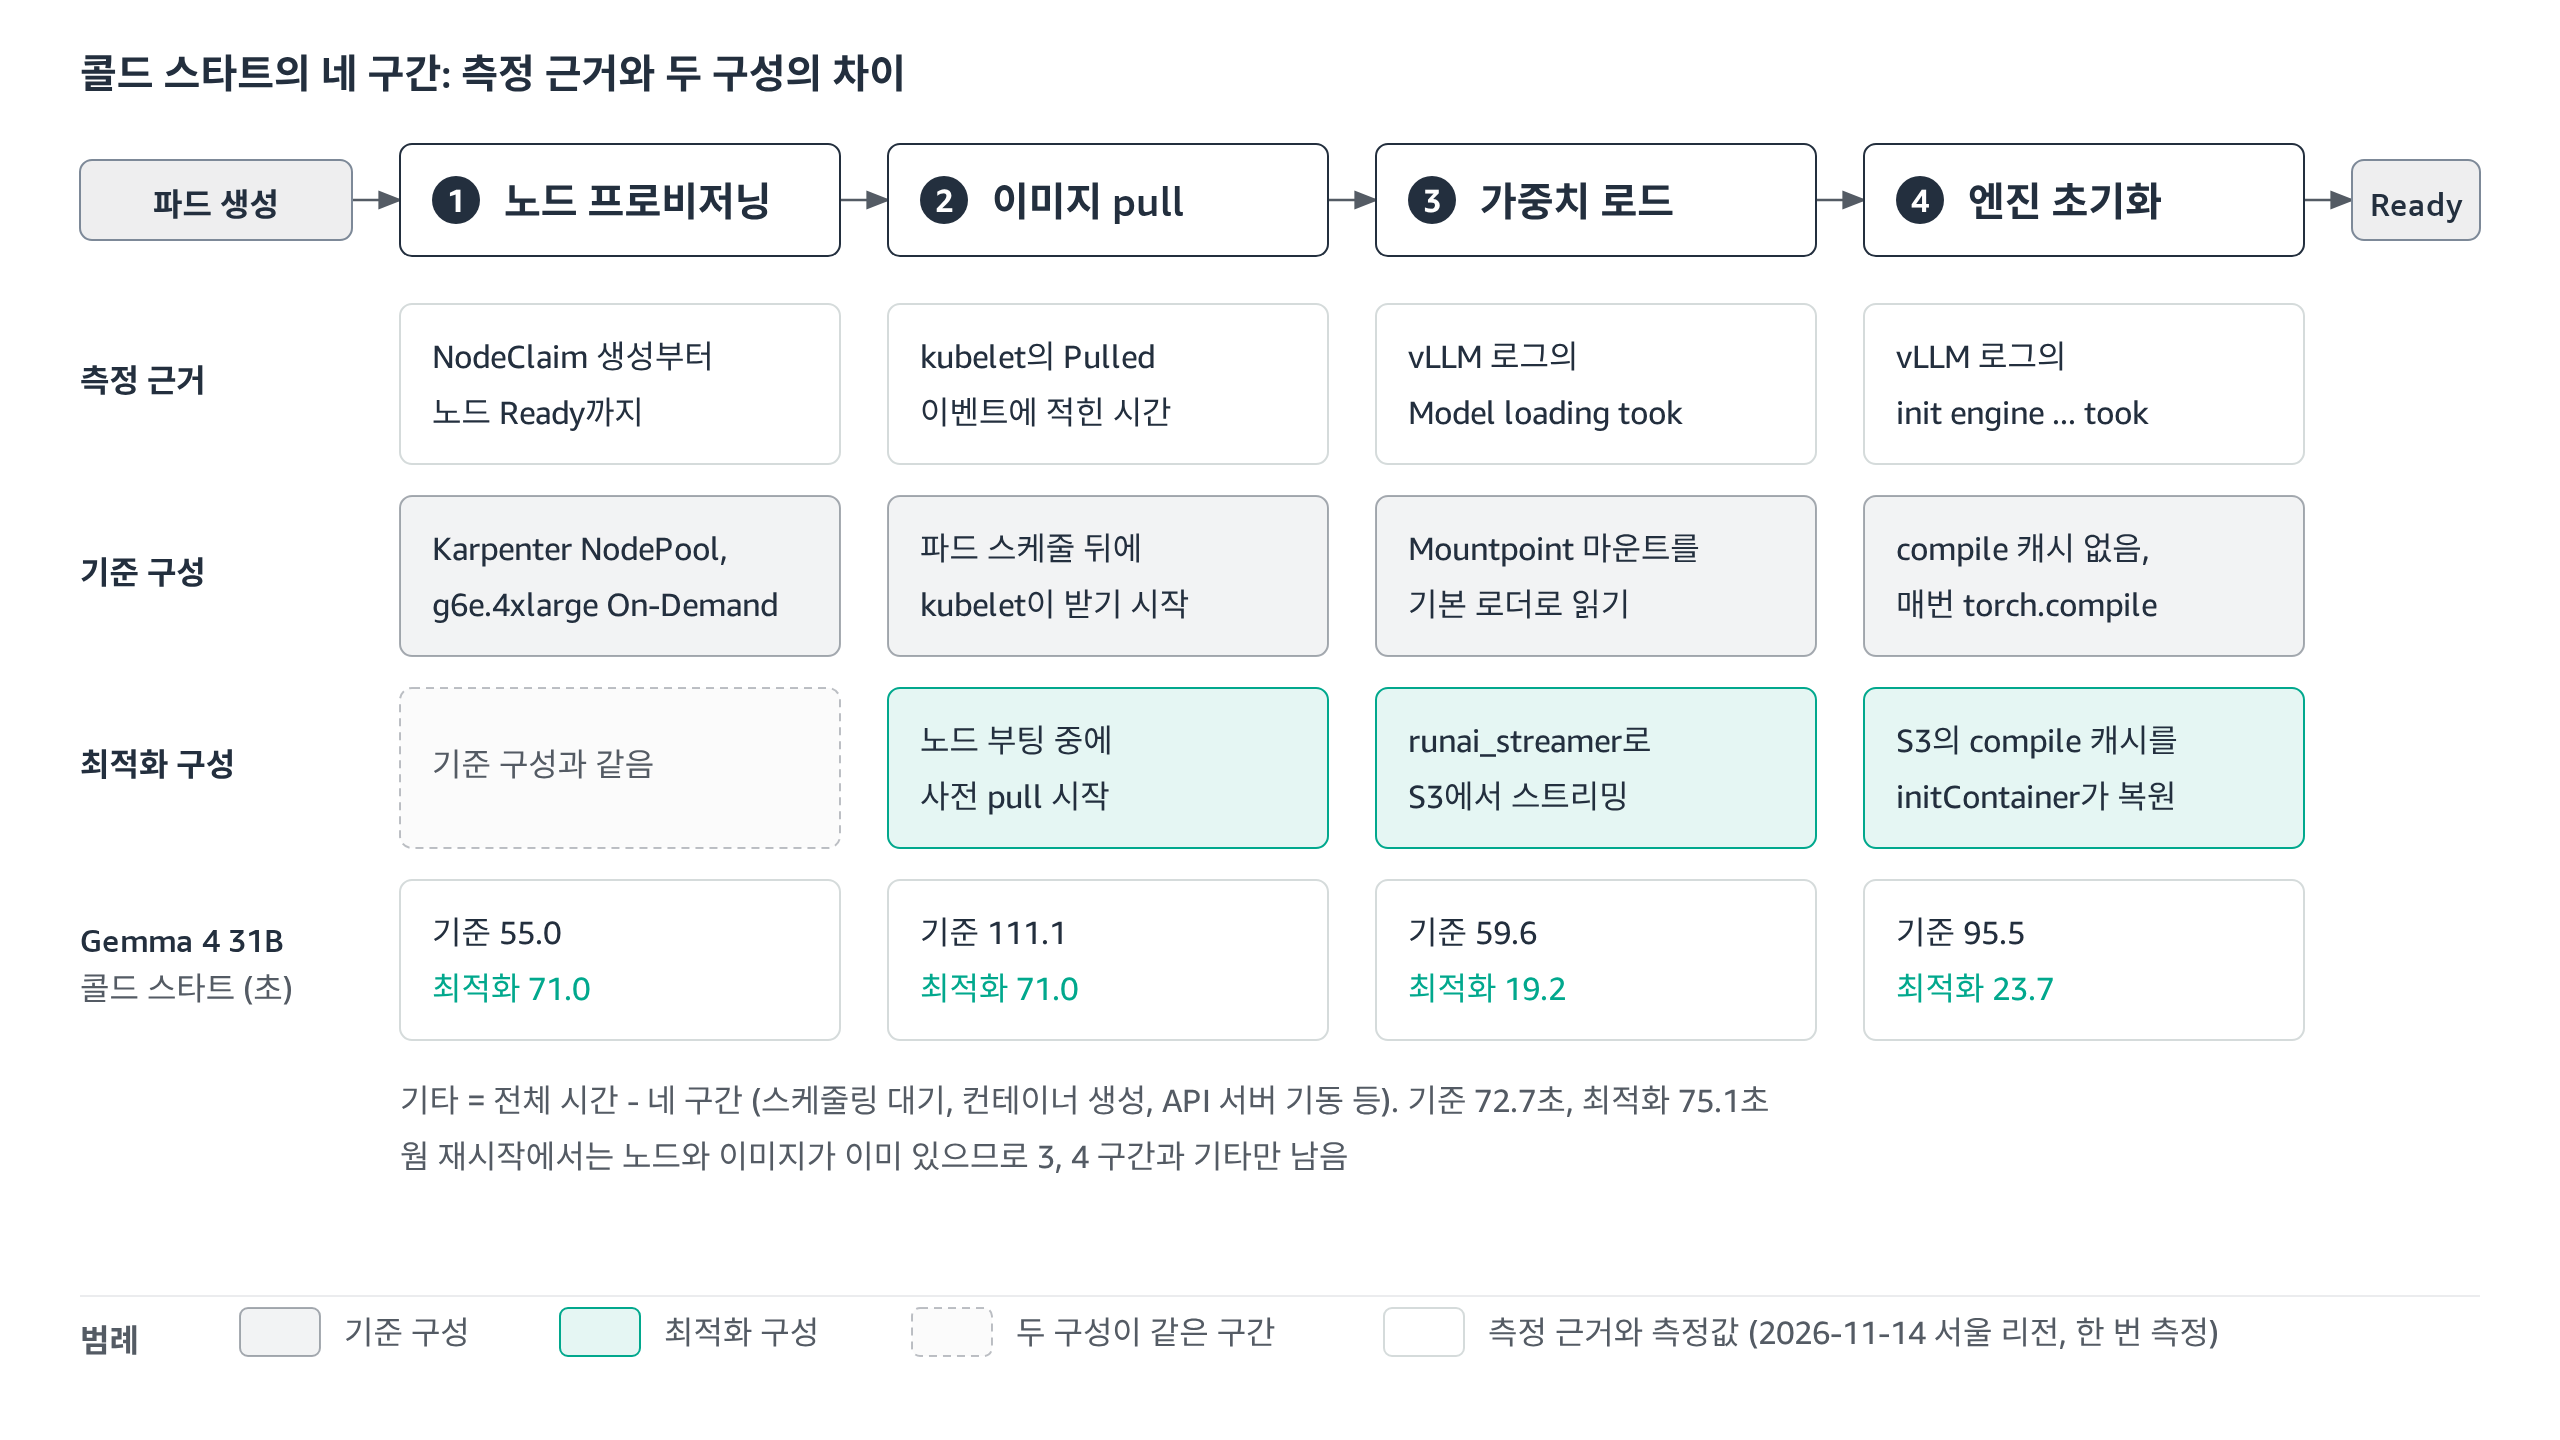 콜드 스타트의 네 구간: 측정 근거와 두 구성의 차이
파드 생성
1 노드 프로비저닝
2 이미지 pull
3 가중치 로드
4 엔진 초기화
Ready
측정 근거
NodeClaim 생성부터
노드 Ready까지
kubelet의 Pulled
이벤트에 적힌 시간
vLLM 로그의
Model loading took
vLLM 로그의
init engine ... took
기준 구성
Karpenter NodePool,
g6e.4xlarge On-Demand
파드 스케줄 뒤에
kubelet이 받기 시작
Mountpoint 마운트를
기본 로더로 읽기
compile 캐시 없음,
매번 torch.compile
최적화 구성
기준 구성과 같음
노드 부팅 중에
사전 pull 시작
runai_streamer로
S3에서 스트리밍
S3의 compile 캐시를
initContainer가 복원
Gemma 4 31B
콜드 스타트 (초)
기준 55.0
최적화 71.0
기준 111.1
최적화 71.0
기준 59.6
최적화 19.2
기준 95.5
최적화 23.7
기타 = 전체 시간 - 네 구간 (스케줄링 대기, 컨테이너 생성, API 서버 기동 등). 기준 72.7초, 최적화 75.1초
웜 재시작에서는 노드와 이미지가 이미 있으므로 3, 4 구간과 기타만 남음
범례
기준 구성
최적화 구성
두 구성이 같은 구간
측정 근거와 측정값 (2026-11-14 서울 리전, 한 번 측정)